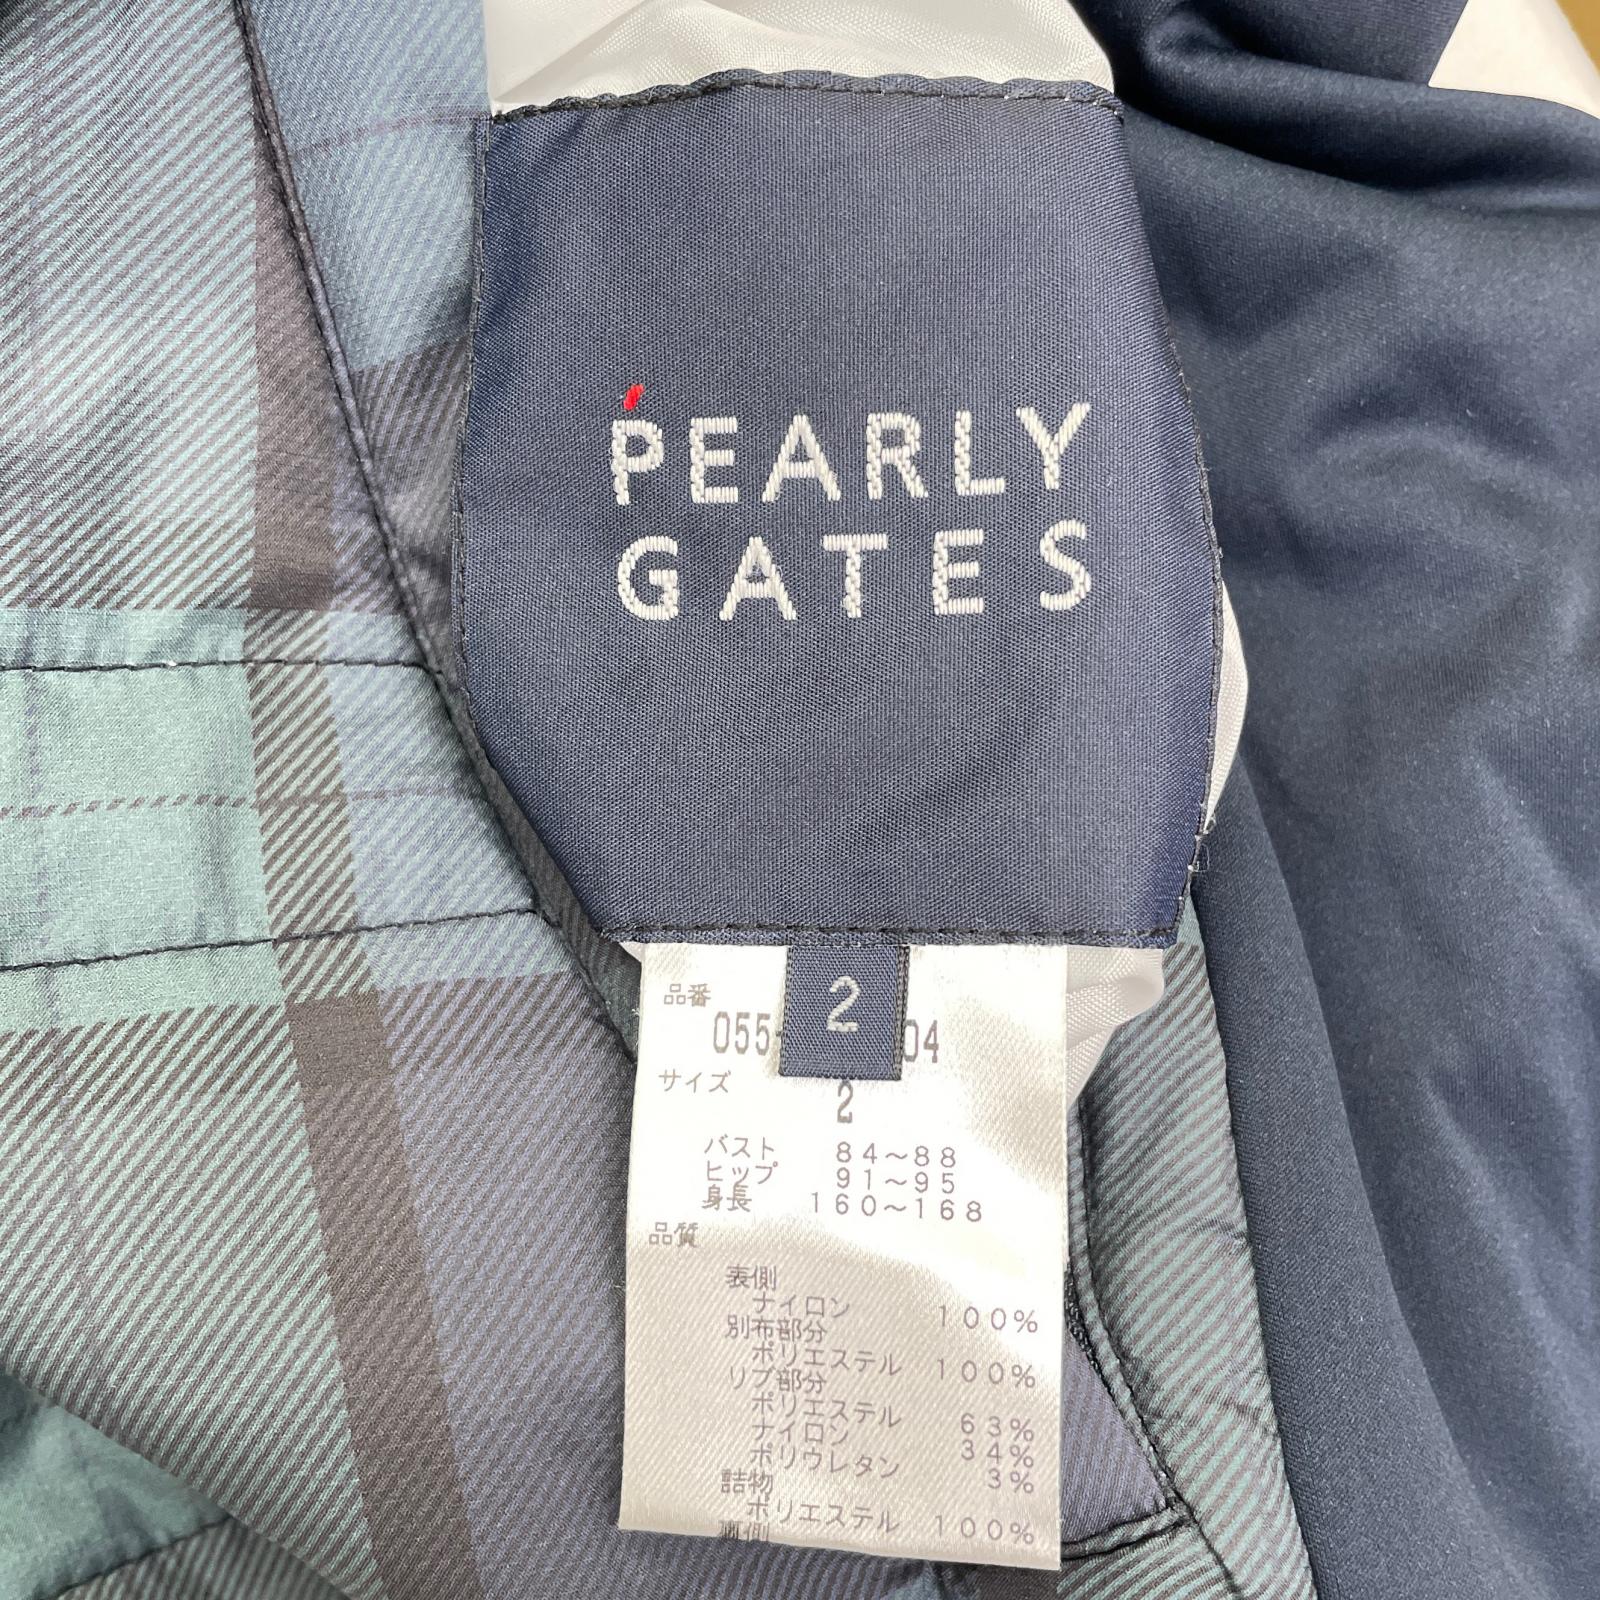 PEARLY
GATES
2
品番
サイズ
2
バスト 84~88
ヒップ 91~95
身長 160~168
品質
表側
ナイロン 100%
別布部分
ポリエステル 100%
リブ部分
ポリエステル 63%
ナイロン 34%
ポリウレタン 3%
詰物
ポリエステル 100%